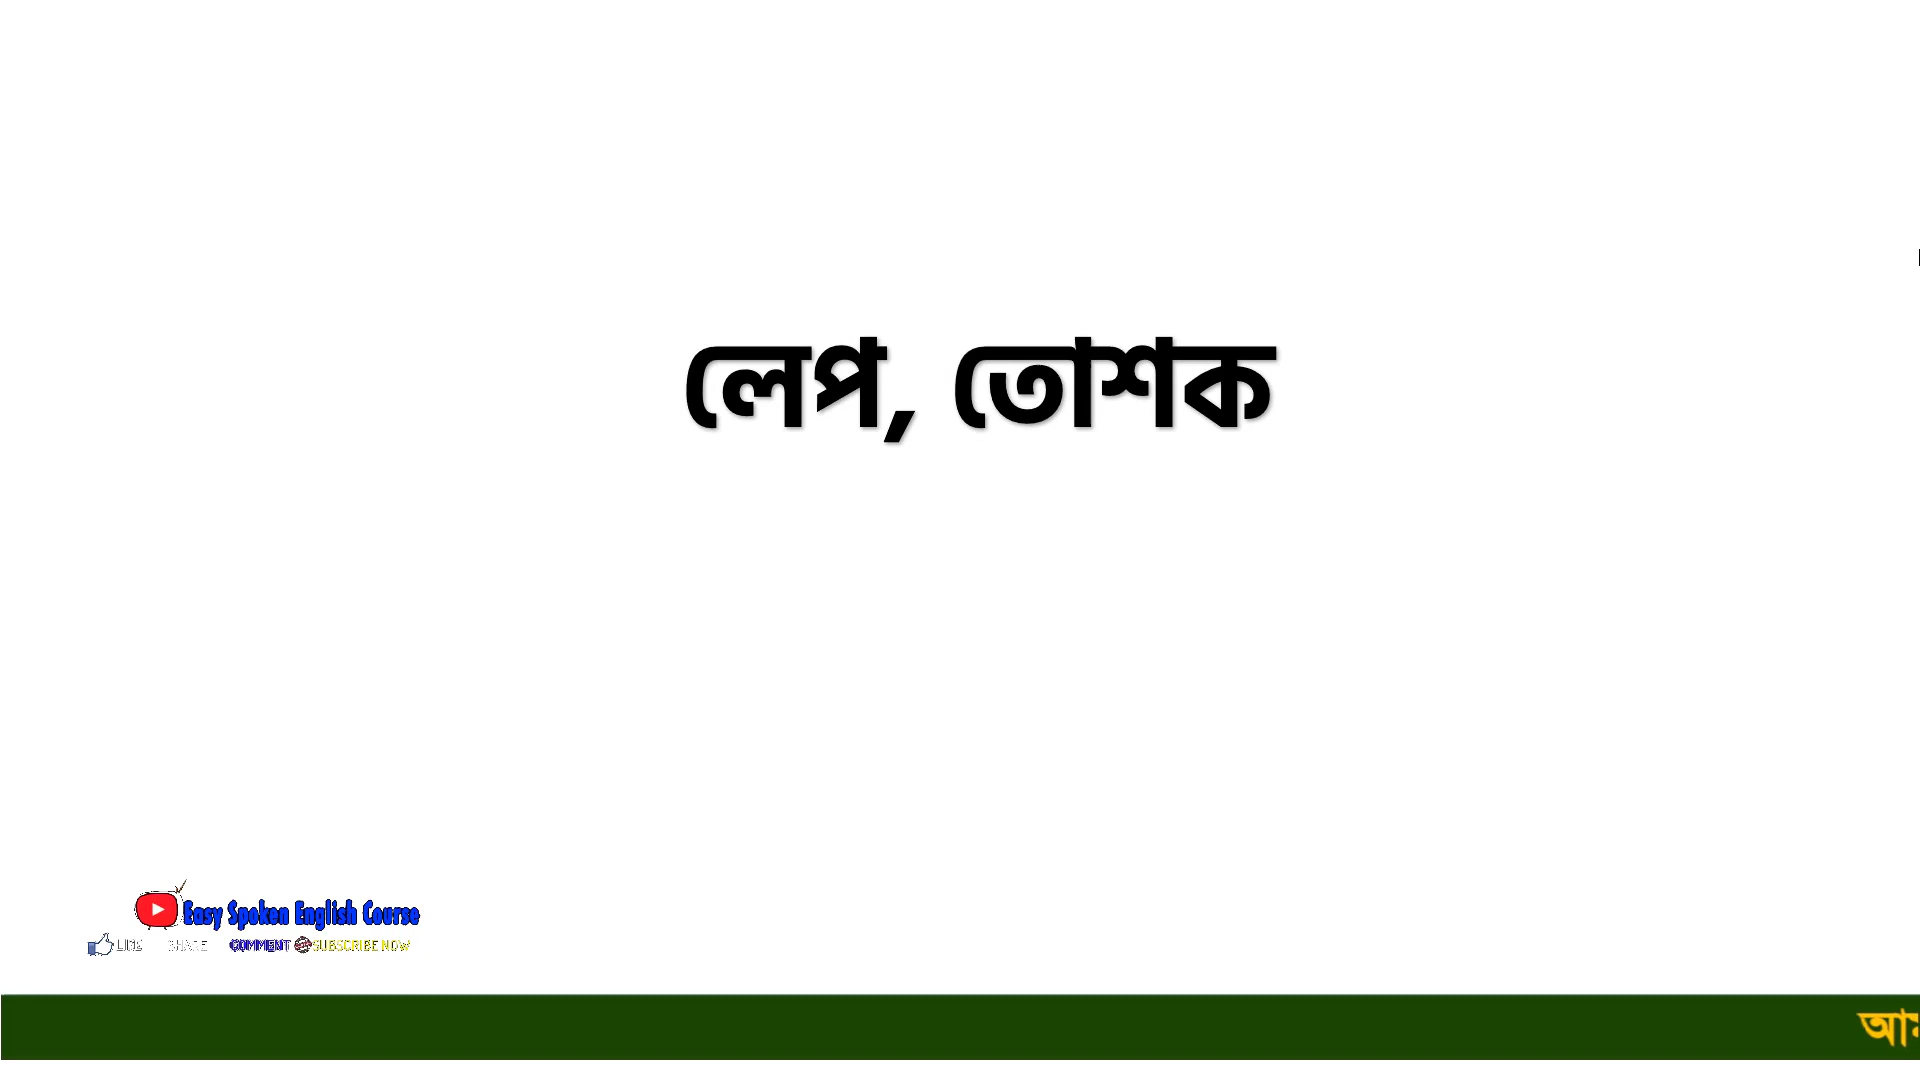 লেপ, তোশক
Easy Spoken English Course
LIKE SHARE COMMENT SUBSCRIBE NOW